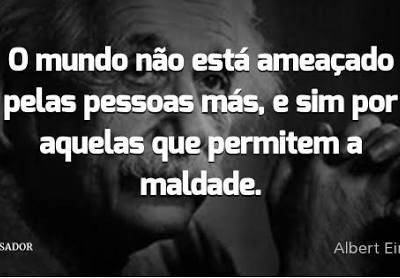 O mundo não está ameaçado
pelas pessoas más, e sim por
aquelas que permitem a
maldade.
SADOR
Albert Ein